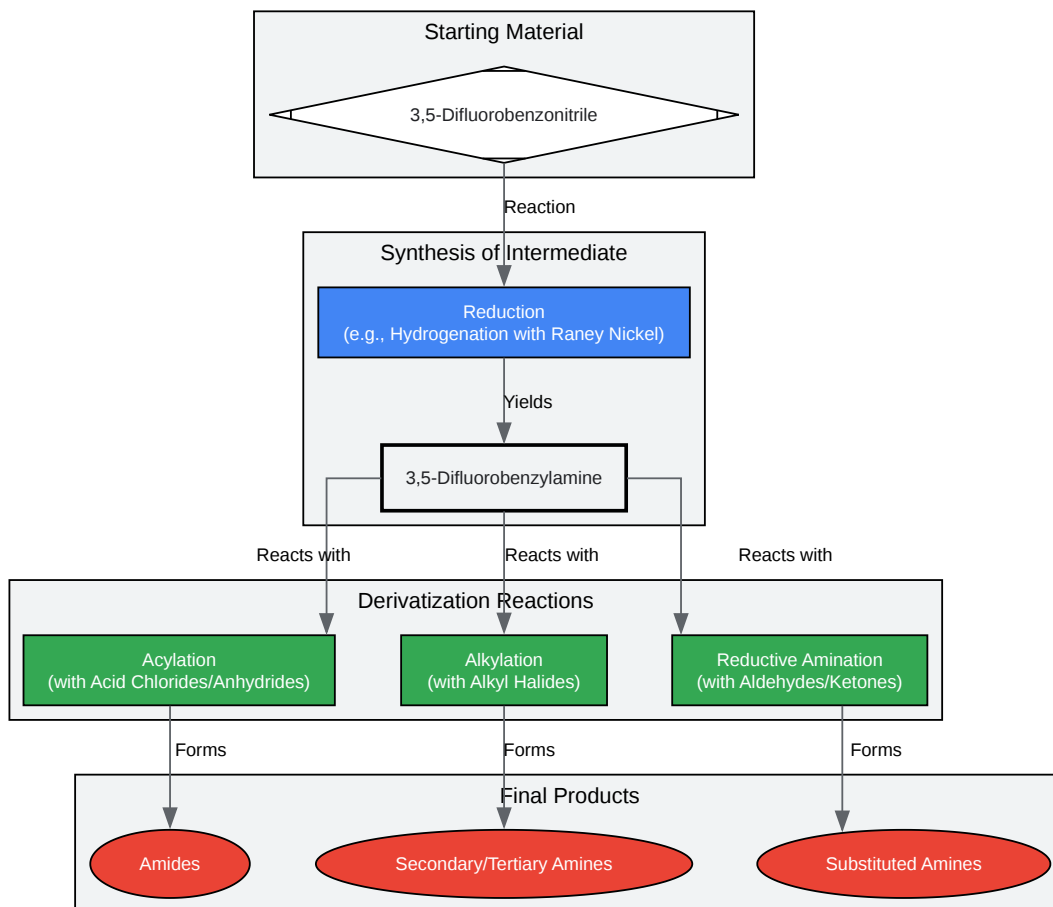 Starting Material
3,5-Difluorobenzonitrile
Reaction
Synthesis of Intermediate
Reduction
(e.g., Hydrogenation with Raney Nickel)
Yields
3,5-Difluorobenzylamine
Reacts with
Reacts with
Reacts with
Derivatization Reactions
Acylation
(with Acid Chlorides/Anhydrides)
Alkylation
(with Alkyl Halides)
Reductive Amination
(with Aldehydes/Ketones)
Forms
Forms
Forms
Final Products
Amides
Secondary/Tertiary Amines
Substituted Amines